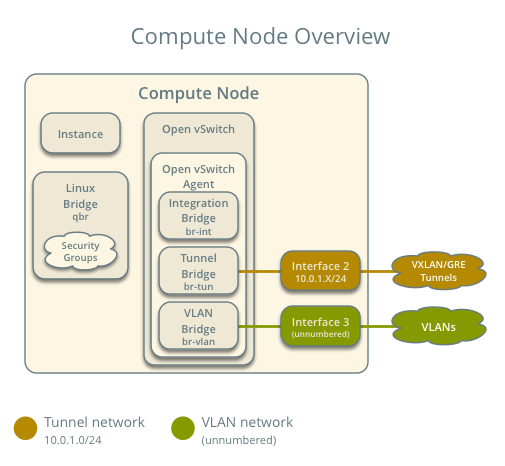 Compute Node Overview
Compute Node
Instance
Open vSwitch
Open vSwitch
Agent
Linux
Bridge
qbr
Security
Groups
Integration
Bridge
br-int
Tunnel
Bridge
br-tun
Interface 2
10.0.1.X/24
VXLAN/GRE
Tunnels
VLAN
Bridge
br-vlan
Interface 3
(unnumbered)
VLANs
Tunnel network
10.0.1.0/24
VLAN network
(unnumbered)